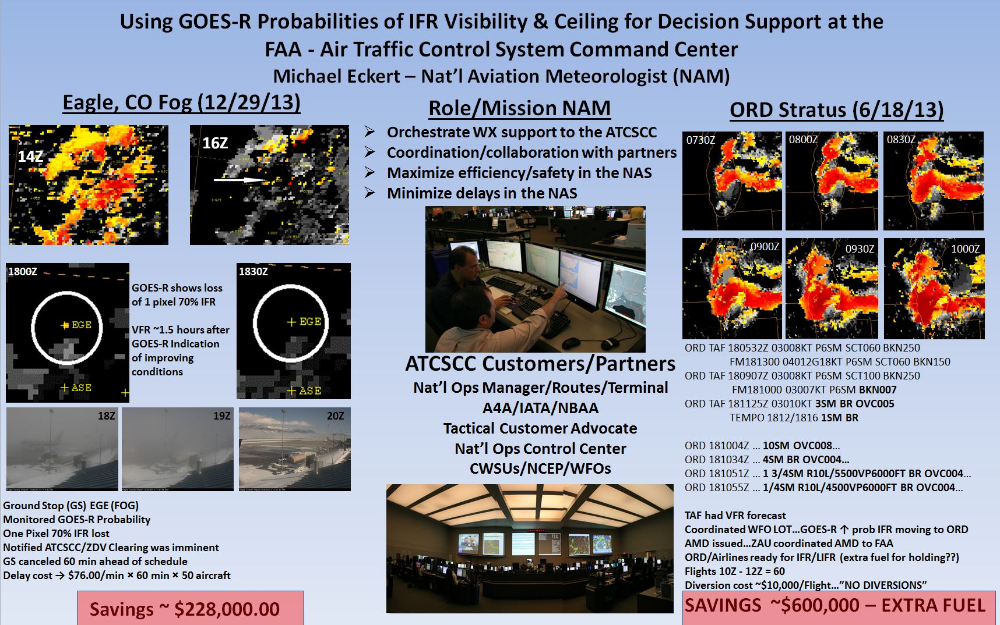 Using GOES-R Probabilities of IFR Visibility & Ceiling for Decision Support at the
FAA - Air Traffic Control System Command Center
Michael Eckert – Nat’l Aviation Meteorologist (NAM)
Eagle, CO Fog (12/29/13)
14Z
16Z
1800Z
EGE
ASE
GOES-R shows loss
of 1 pixel 70% IFR
VFR ~1.5 hours after
GOES-R Indication
of improving
conditions
1830Z
EGE
ASE
18Z
19Z
20Z
Ground Stop (GS) EGE (FOG)
Monitored GOES-R Probability
One Pixel 70% IFR lost
Notified ATCSCC/ZDV Clearing was imminent
GS canceled 60 min ahead of schedule
Delay cost → $76.00/min × 60 min × 50 aircraft
Savings ~ $228,000.00
Role/Mission NAM
➢ Orchestrate WX support to the ATCSCC
➢ Coordination/collaboration with partners
➢ Maximize efficiency/safety in the NAS
➢ Minimize delays in the NAS
ATCSCC Customers/Partners
Nat’l Ops Manager/Routes/Terminal
A4A/IATA/NBAA
Tactical Customer Advocate
Nat’l Ops Control Center
CWSUs/NCEP/WFOs
ORD Stratus (6/18/13)
0730Z
0800Z
0830Z
0900Z
0930Z
1000Z
ORD TAF 180532Z 03008KT P6SM SCT060 BKN250
FM181300 04012G18KT P6SM SCT060 BKN150
ORD TAF 180907Z 03008KT P6SM SCT100 BKN250
FM181000 03007KT P6SM BKN007
ORD TAF 181125Z 03010KT 3SM BR OVC005
TEMPO 1812/1816 1SM BR
ORD 181004Z … 10SM OVC008…
ORD 181034Z … 4SM BR OVC004…
ORD 181051Z … 1 3/4SM R10L/5500VP6000FT BR OVC004…
ORD 181055Z … 1/4SM R10L/4500VP6000FT BR OVC004…
TAF had VFR forecast
Coordinated WFO LOT…GOES-R ↑ prob IFR moving to ORD
AMD issued…ZAU coordinated AMD to FAA
ORD/Airlines ready for IFR/LIFR (extra fuel for holding??)
Flights 10Z - 12Z = 60
Diversion cost ~$10,000/Flight…”NO DIVERSIONS”
SAVINGS ~$600,000 – EXTRA FUEL